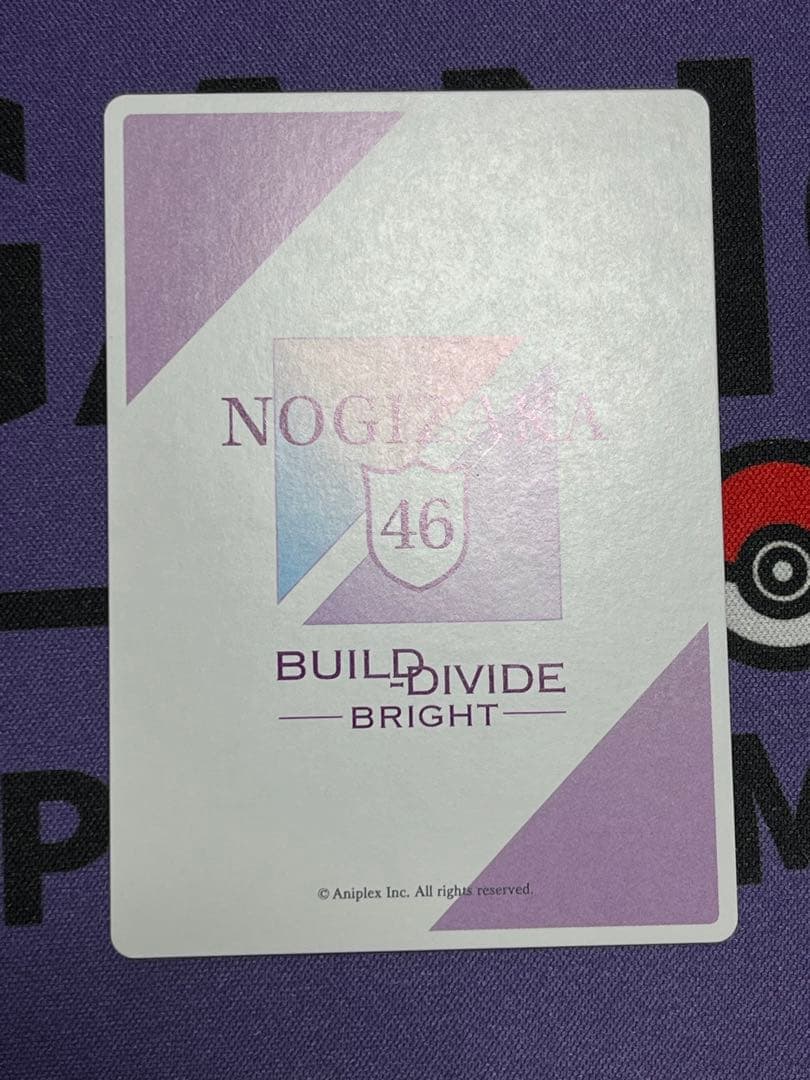 NOGIZAKA
46
BUILD-DIVIDE
BRIGHT
© Aniplex Inc. All rights reserved.
P
M